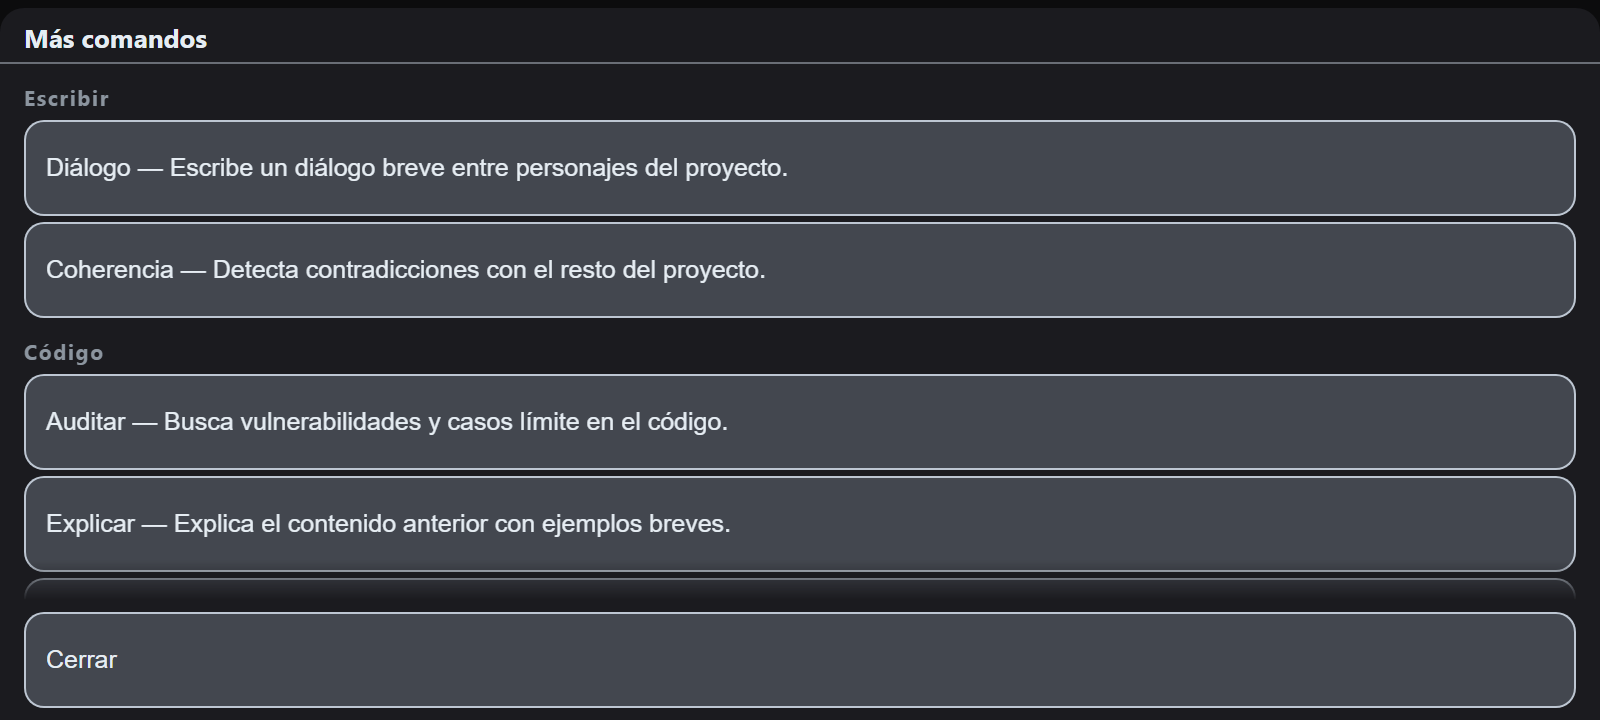 Más comandos
Escribir
Diálogo — Escribe un diálogo breve entre personajes del proyecto.
Coherencia — Detecta contradicciones con el resto del proyecto.
Código
Auditar — Busca vulnerabilidades y casos límite en el código.
Explicar — Explica el contenido anterior con ejemplos breves.
Cerrar